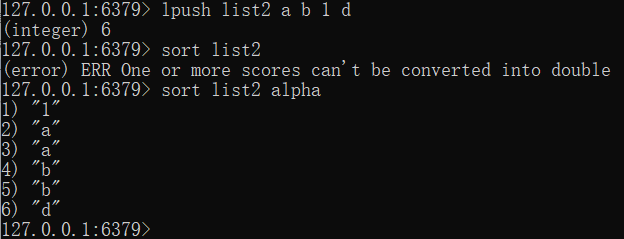 127.0.0.1:6379> lpush list2 a b 1 d
(integer) 6
127.0.0.1:6379> sort list2
(error) ERR One or more scores can't be converted into double
127.0.0.1:6379> sort list2 alpha
1) "1"
2) "a"
3) "a"
4) "b"
5) "b"
6) "d"
127.0.0.1:6379>